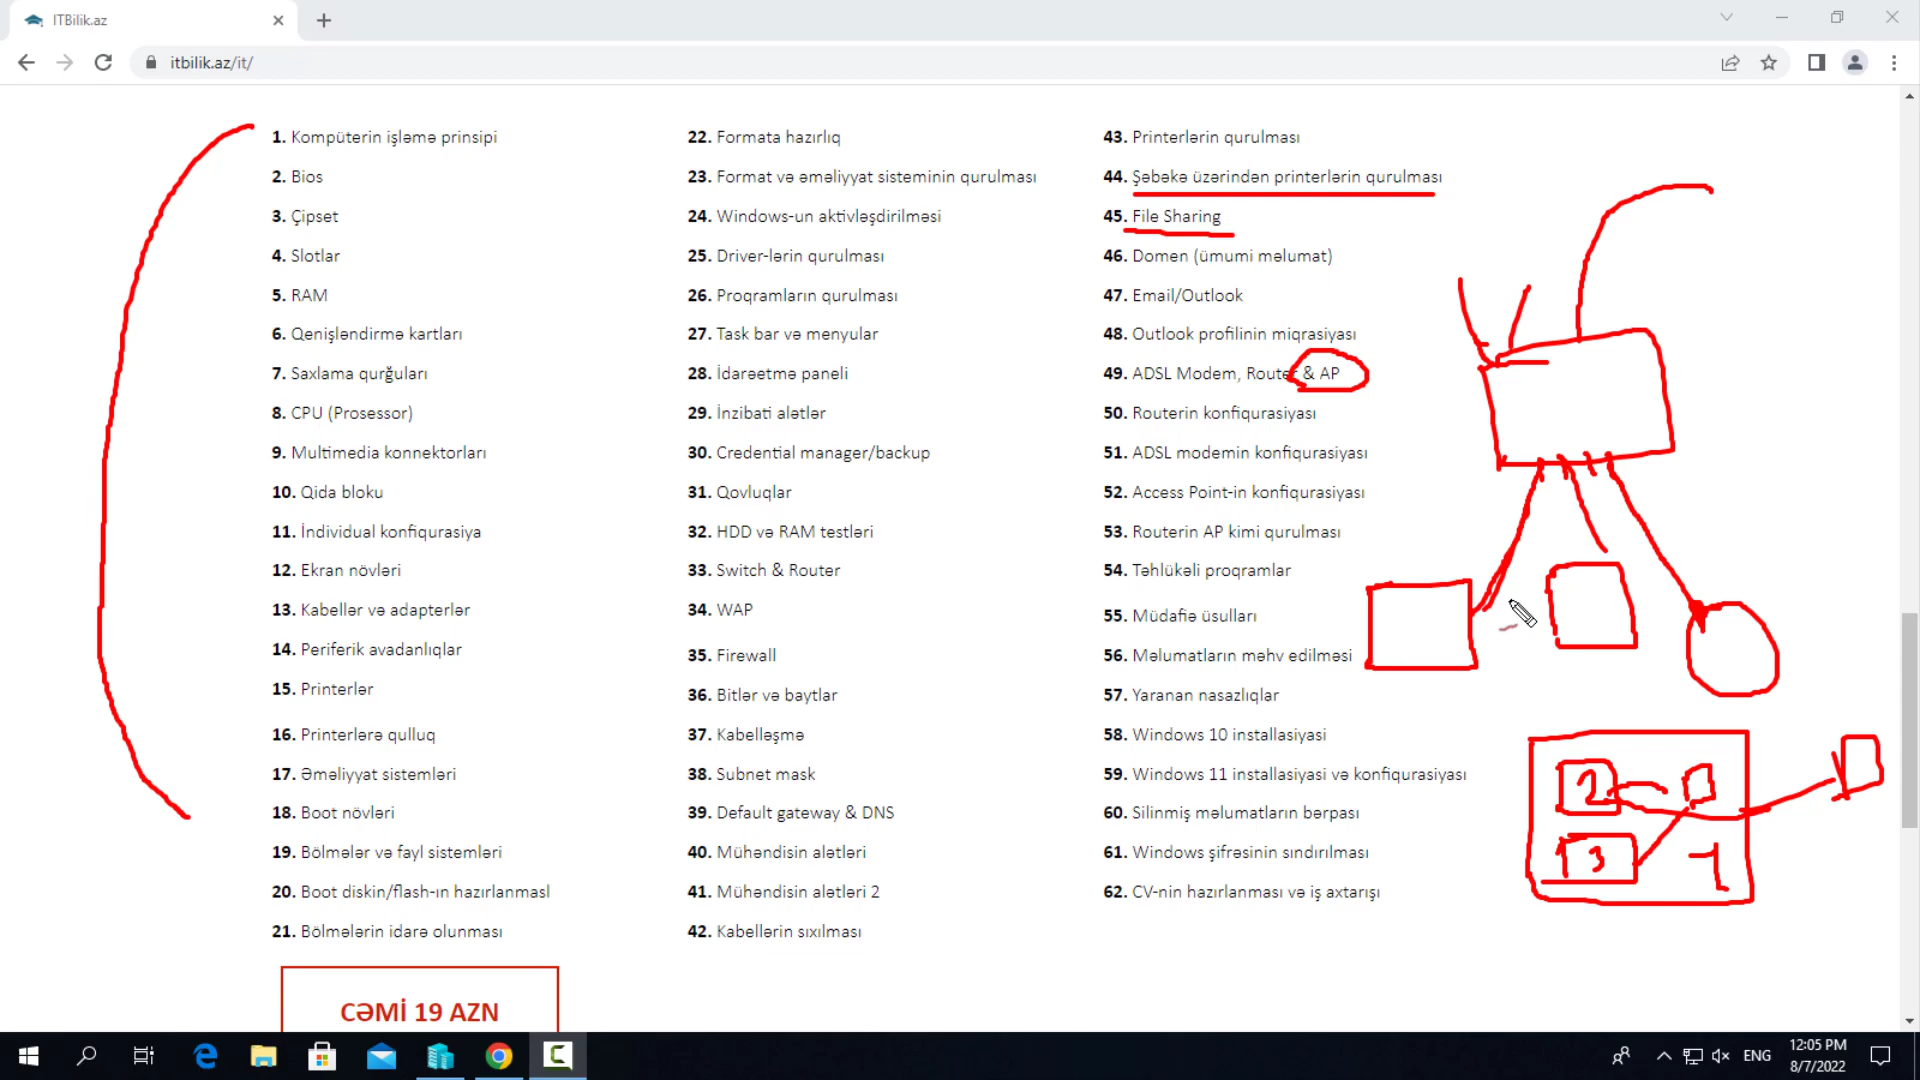 ITBilik.az
itbilik.az/it/
1. Kompüterin işləmə prinsipi
2. Bios
3. Çipset
4. Slotlar
5. RAM
6. Qenişləndirmə kartları
7. Saxlama qurğuları
8. CPU (Prosessor)
9. Multimedia konnektorları
10. Qida bloku
11. İndividual konfiqurasiya
12. Ekran növləri
13. Kabellər və adapterlər
14. Periferik avadanlıqlar
15. Printerlər
16. Printerlərə qulluq
17. Əməliyyat sistemləri
18. Boot növləri
19. Bölmələr və fayl sistemləri
20. Boot diskin/flash-ın hazırlanmasI
21. Bölmələrin idarə olunması
22. Formata hazırlıq
23. Format və əməliyyat sisteminin qurulması
24. Windows-un aktivləşdirilməsi
25. Driver-lərin qurulması
26. Proqramların qurulması
27. Task bar və menyular
28. İdarəetmə paneli
29. İnzibati alətlər
30. Credential manager/backup
31. Qovluqlar
32. HDD və RAM testləri
33. Switch & Router
34. WAP
35. Firewall
36. Bitlər və baytlar
37. Kabelləşmə
38. Subnet mask
39. Default gateway & DNS
40. Mühəndisin alətləri
41. Mühəndisin alətləri 2
42. Kabellərin sıxılması
43. Printerlərin qurulması
44. Şəbəkə üzərindən printerlərin qurulması
45. File Sharing
46. Domen (ümumi məlumat)
47. Email/Outlook
48. Outlook profilinin miqrasiyası
49. ADSL Modem, Router & AP
50. Routerin konfiqurasiyası
51. ADSL modemin konfiqurasiyası
52. Access Point-in konfiqurasiyası
53. Routerin AP kimi qurulması
54. Təhlükəli proqramlar
55. Müdafiə üsulları
56. Məlumatların məhv edilməsi
57. Yaranan nasazlıqlar
58. Windows 10 installasiyasi
59. Windows 11 installasiyasi və konfiqurasiyası
60. Silinmiş məlumatların bərpası
61. Windows şifrəsinin sındırılması
62. CV-nin hazırlanması və iş axtarışı
2
3
CƏMİ 19 AZN
ENG
12:05 PM
8/7/2022